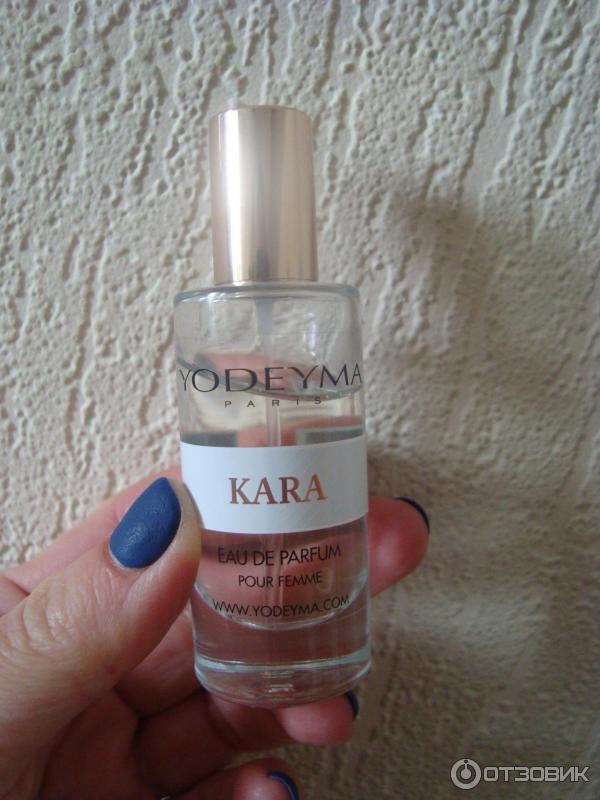 YODEYMA
PARIS
KARA
EAU DE PARFUM
POUR FEMME
WWW.YODEYMA.COM
ОТЗОВИК